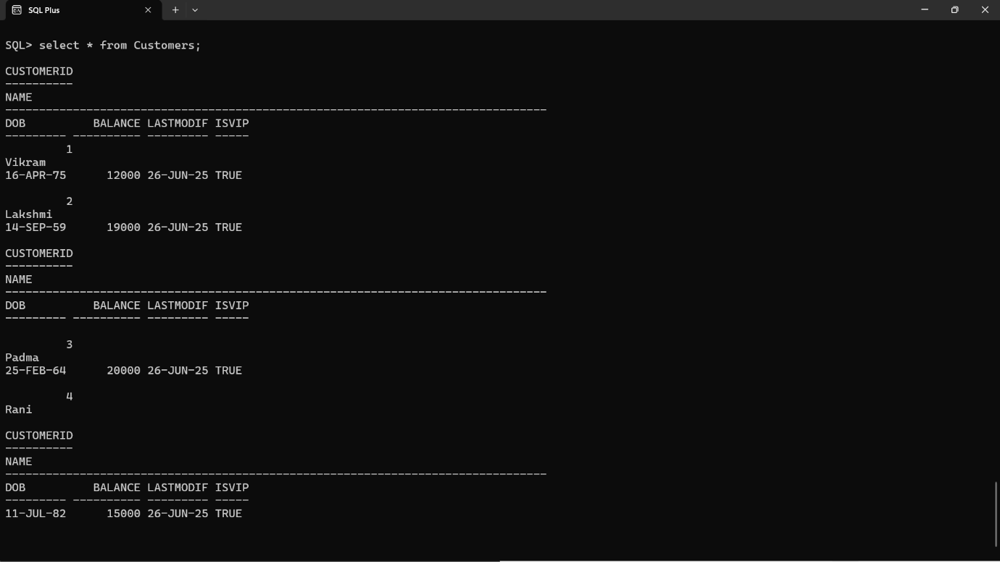 SQL Plus
SQL> select * from Customers;
CUSTOMERID
----------
NAME
--------------------------------------------------------------------------------
DOB          BALANCE LASTMODIF ISVIP
--------- ---------- --------- -----
         1
Vikram
16-APR-75      12000 26-JUN-25 TRUE
         2
Lakshmi
14-SEP-59      19000 26-JUN-25 TRUE
CUSTOMERID
----------
NAME
--------------------------------------------------------------------------------
DOB          BALANCE LASTMODIF ISVIP
--------- ---------- --------- -----
         3
Padma
25-FEB-64      20000 26-JUN-25 TRUE
         4
Rani
CUSTOMERID
----------
NAME
--------------------------------------------------------------------------------
DOB          BALANCE LASTMODIF ISVIP
--------- ---------- --------- -----
11-JUL-82      15000 26-JUN-25 TRUE